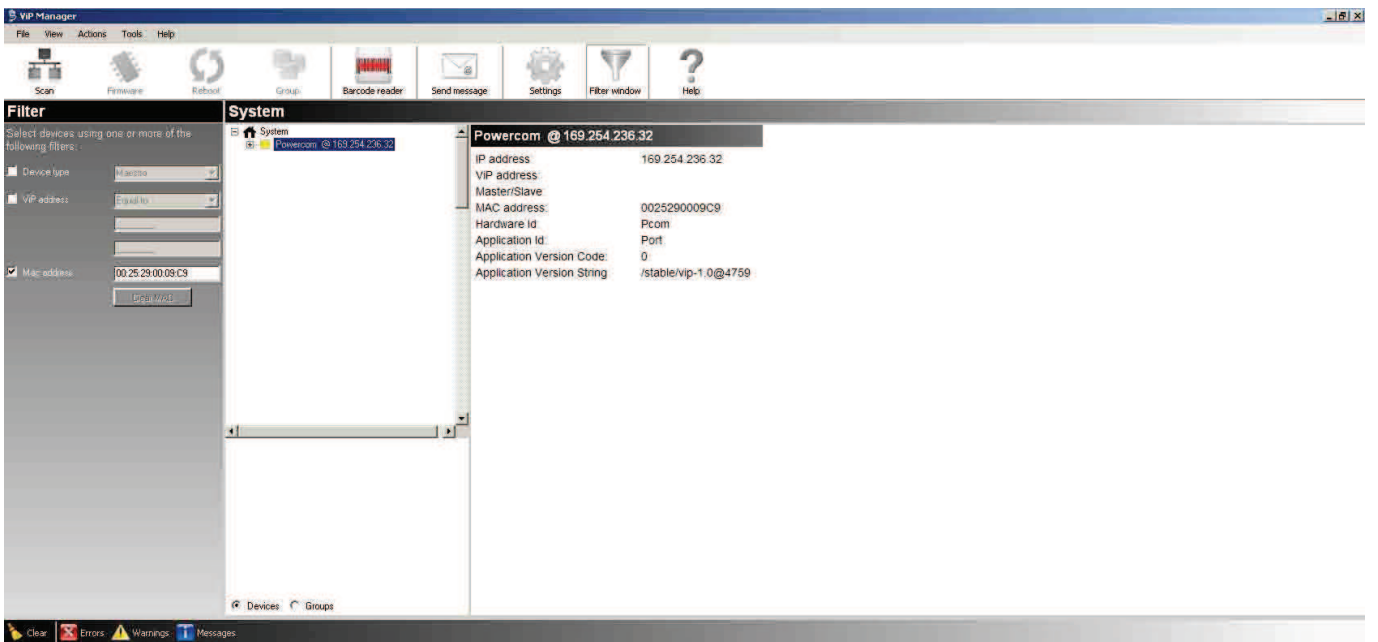 ViP Manager
File View Actions Tools Help
Scan Firmware Reboot Group Barcode reader Send message Settings Filter window Help
Filter
Select devices using one or more of the
following filters:
Device type Maestro
ViP address Equal to
Mac address 00:25:29:00:09:C9
Clear MAC
System
System
Powercom @ 169.254.236.32
Devices Groups
Powercom @ 169.254.236.32
IP address 169.254.236.32
ViP address:
Master/Slave
MAC address: 0025290009C9
Hardware Id: Pcom
Application Id: Port
Application Version Code: 0
Application Version String /stable/vip-1.0@4759
Clear Errors Warnings Messages